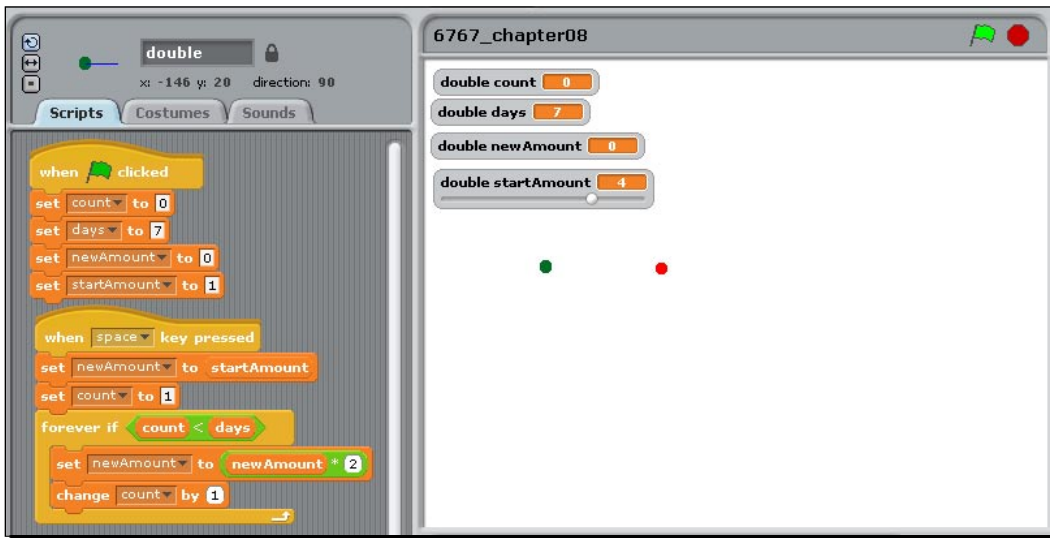 double
x: -146 y: 20 direction: 90
Scripts Costumes Sounds
when clicked
set count to 0
set days to 7
set newAmount to 0
set startAmount to 1
when space key pressed
set newAmount to startAmount
set count to 1
forever if count < days
set newAmount to newAmount * 2
change count by 1
6767_chapter08
double count 0
double days 7
double newAmount 0
double startAmount 4